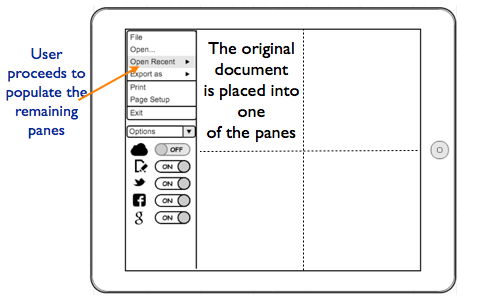 User
proceeds to
populate the
remaining
panes
File
Open...
Open Recent
Export as
Print
Page Setup
Exit
Options
OFF
ON
ON
ON
ON
The original
document
is placed into
one
of the panes